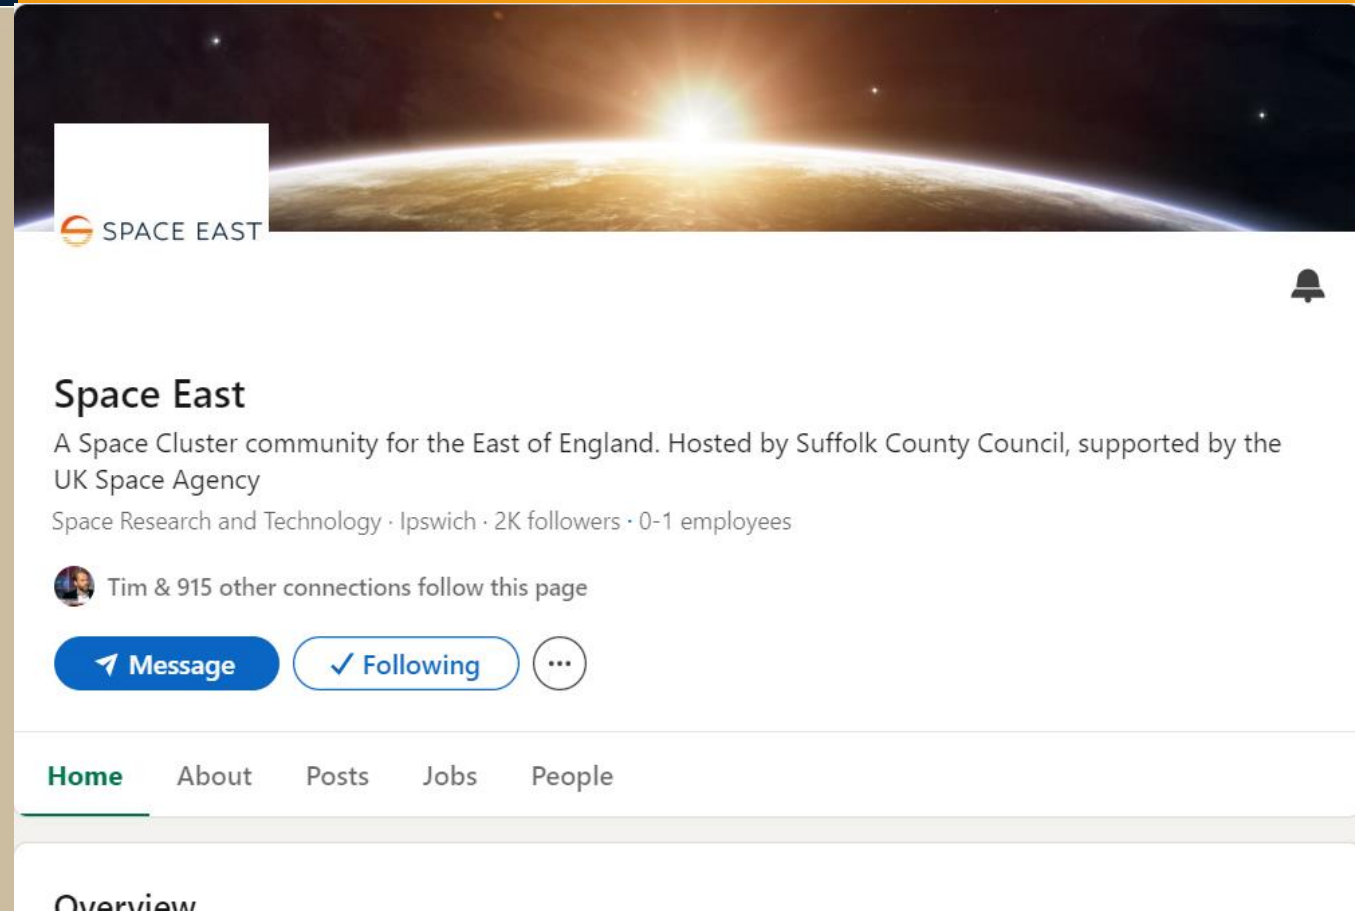 SPACE EAST
Space East
A Space Cluster community for the East of England. Hosted by Suffolk County Council, supported by the
UK Space Agency
Space Research and Technology · Ipswich · 2K followers · 0-1 employees
Tim & 915 other connections follow this page
Message Following
Home About Posts Jobs People
Overview